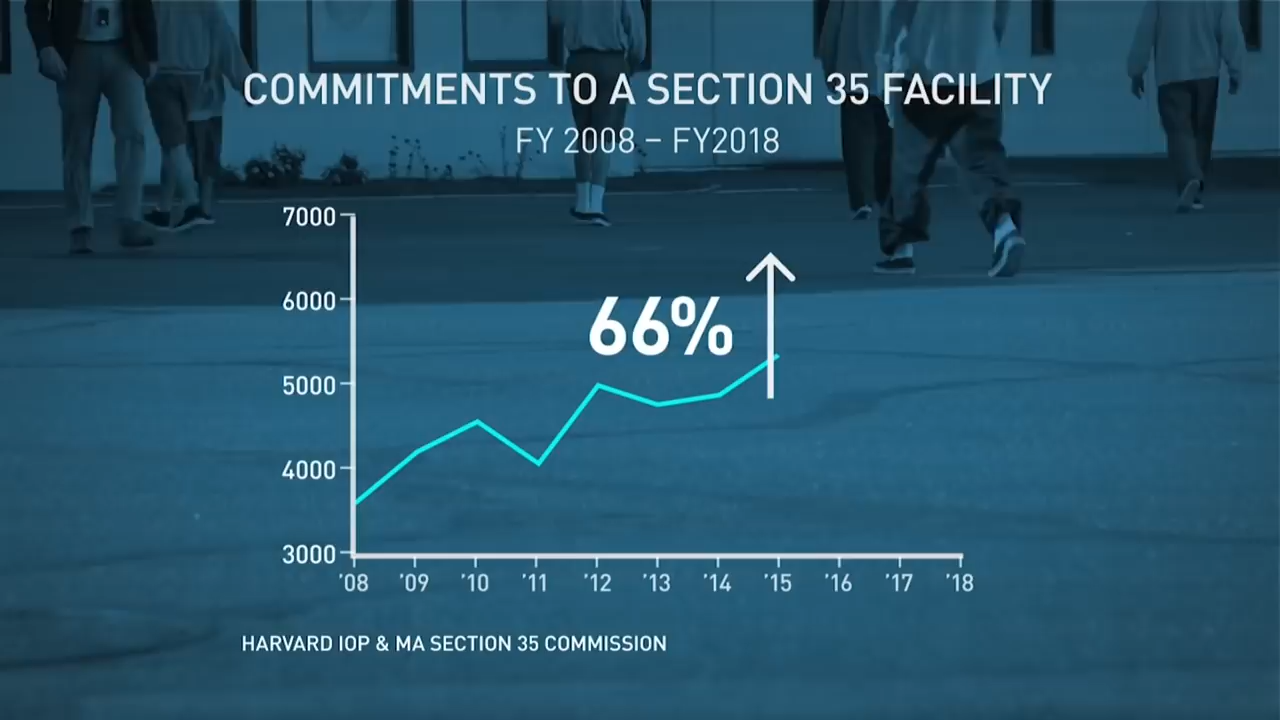 COMMITMENTS TO A SECTION 35 FACILITY
FY 2008 – FY2018
7000
6000
66%
5000
4000
3000
'08 '09 '10 '11 '12 '13 '14 '15 '16 '17 '18
HARVARD IOP & MA SECTION 35 COMMISSION